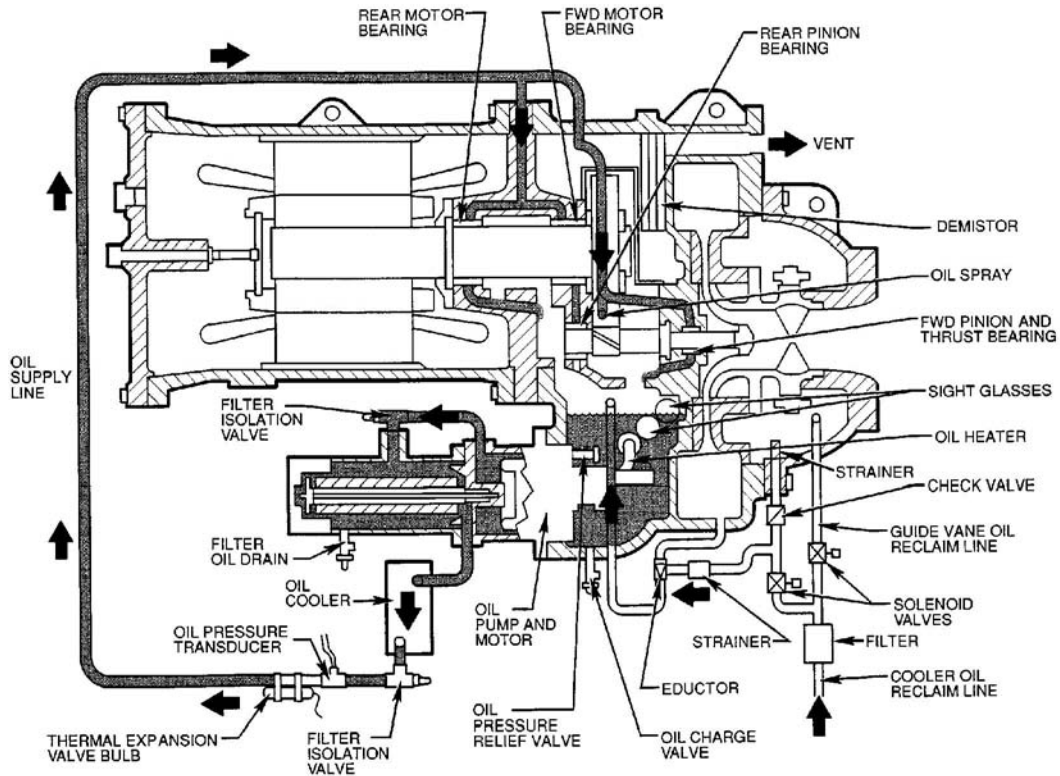 REAR MOTOR
BEARING
FWD MOTOR
BEARING
REAR PINION
BEARING
VENT
DEMISTOR
OIL SPRAY
FWD PINION AND
THRUST BEARING
SIGHT GLASSES
OIL HEATER
STRAINER
CHECK VALVE
GUIDE VANE OIL
RECLAIM LINE
SOLENOID
VALVES
FILTER
COOLER OIL
RECLAIM LINE
OIL
SUPPLY
LINE
FILTER
ISOLATION
VALVE
FILTER
OIL DRAIN
OIL
COOLER
OIL PRESSURE
TRANSDUCER
THERMAL EXPANSION
VALVE BULB
FILTER
ISOLATION
VALVE
OIL
PUMP AND
MOTOR
OIL
PRESSURE
RELIEF VALVE
OIL CHARGE
VALVE
EDUCTOR
STRAINER